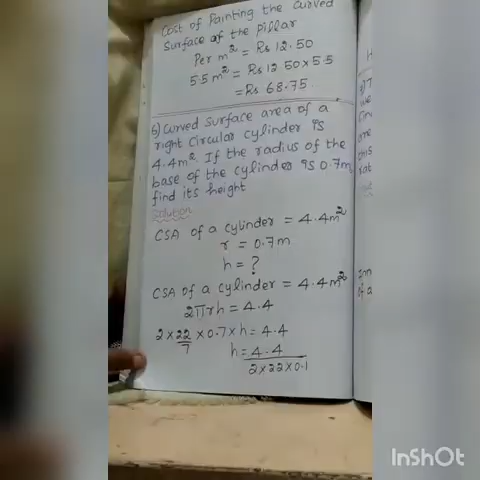 Cost of Painting the Curved
Surface of the Pillar
Per m² = Rs 12.50
5.5m² = Rs 12.50×5.5
= Rs 68.75
6) Curved Surface area of a
right Circular cylinder is
4.4m². If the radius of the
base of the cylinder is 0.7m
find its height
Solution
CSA of a cylinder = 4.4m²
r = 0.7m
h = ?
CSA of a cylinder = 4.4m²
2πrh = 4.4
2 × 22/7 × 0.7 × h = 4.4
h = 4.4
2×22×0.1
InShOt